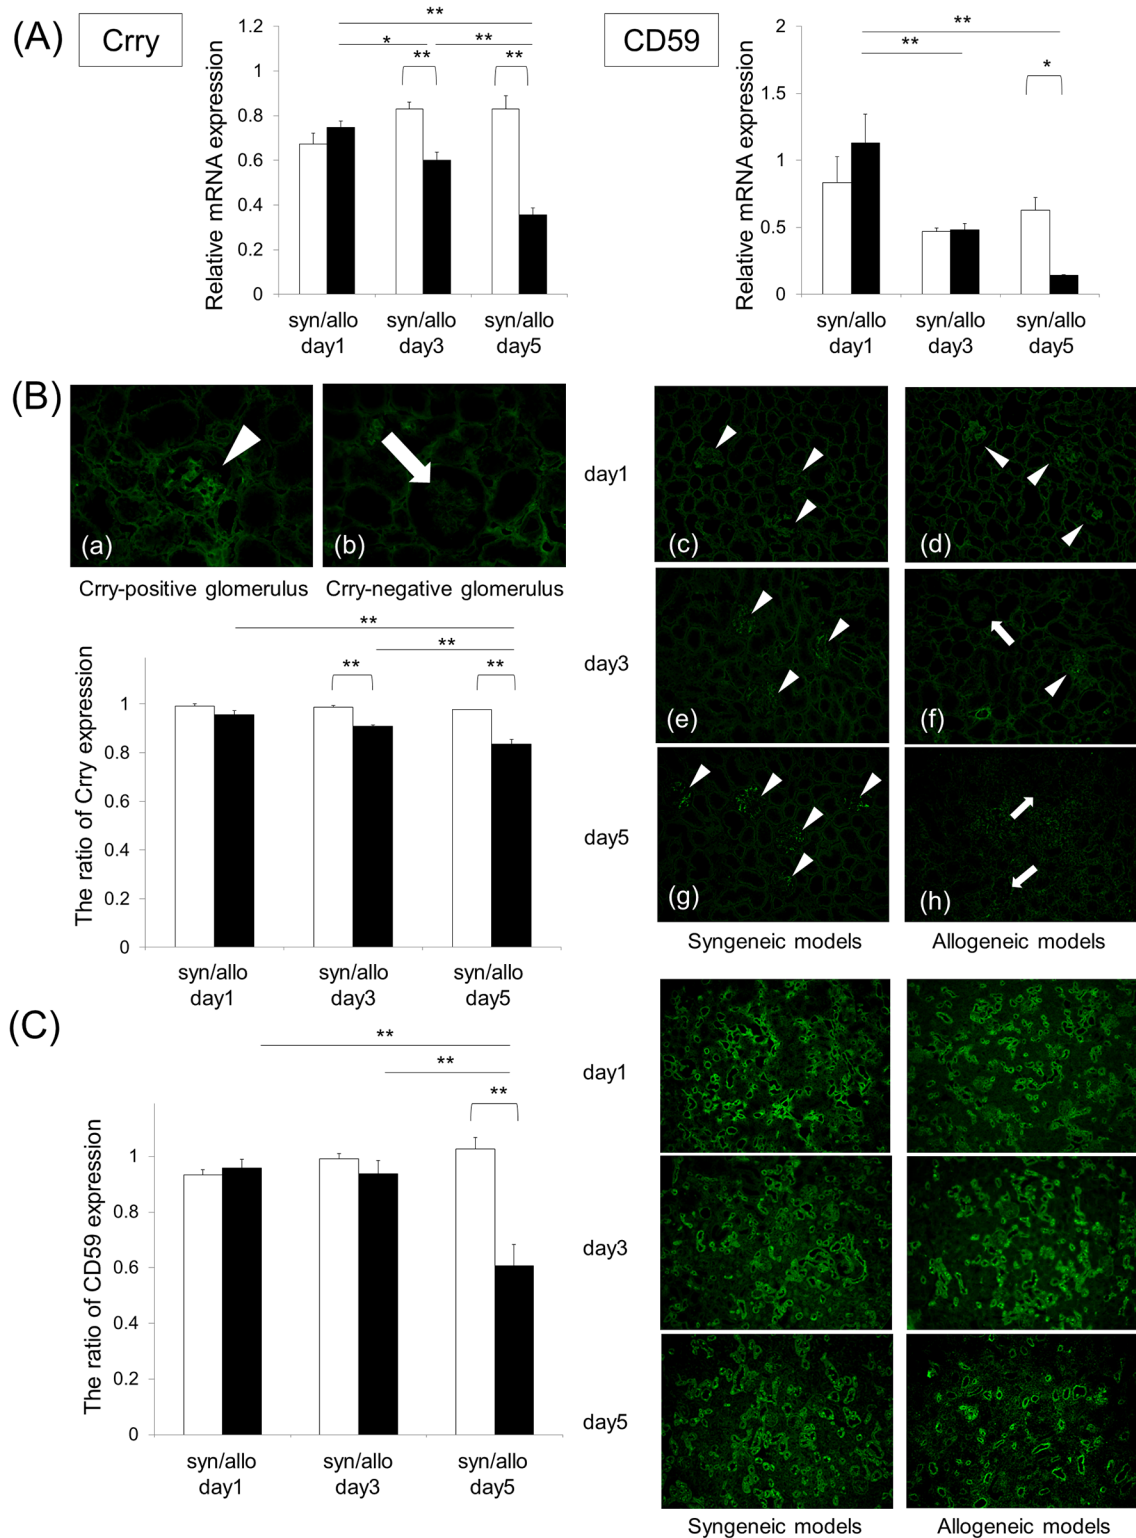 (A)
Crry
Relative mRNA expression
1.2
1
0.8
0.6
0.4
0.2
0
**
*
**
**
**
syn/allo
day1
syn/allo
day3
syn/allo
day5
CD59
Relative mRNA expression
2
1.5
1
0.5
0
**
**
*
syn/allo
day1
syn/allo
day3
syn/allo
day5
(B)
(a)
(b)
Crry-positive glomerulus
Crry-negative glomerulus
The ratio of Crry expression
1
0.8
0.6
0.4
0.2
0
**
**
**
**
syn/allo
day1
syn/allo
day3
syn/allo
day5
day1
(c)
(d)
day3
(e)
(f)
day5
(g)
(h)
Syngeneic models
Allogeneic models
(C)
The ratio of CD59 expression
1
0.8
0.6
0.4
0.2
0
**
**
**
syn/allo
day1
syn/allo
day3
syn/allo
day5
day1
day3
day5
Syngeneic models
Allogeneic models